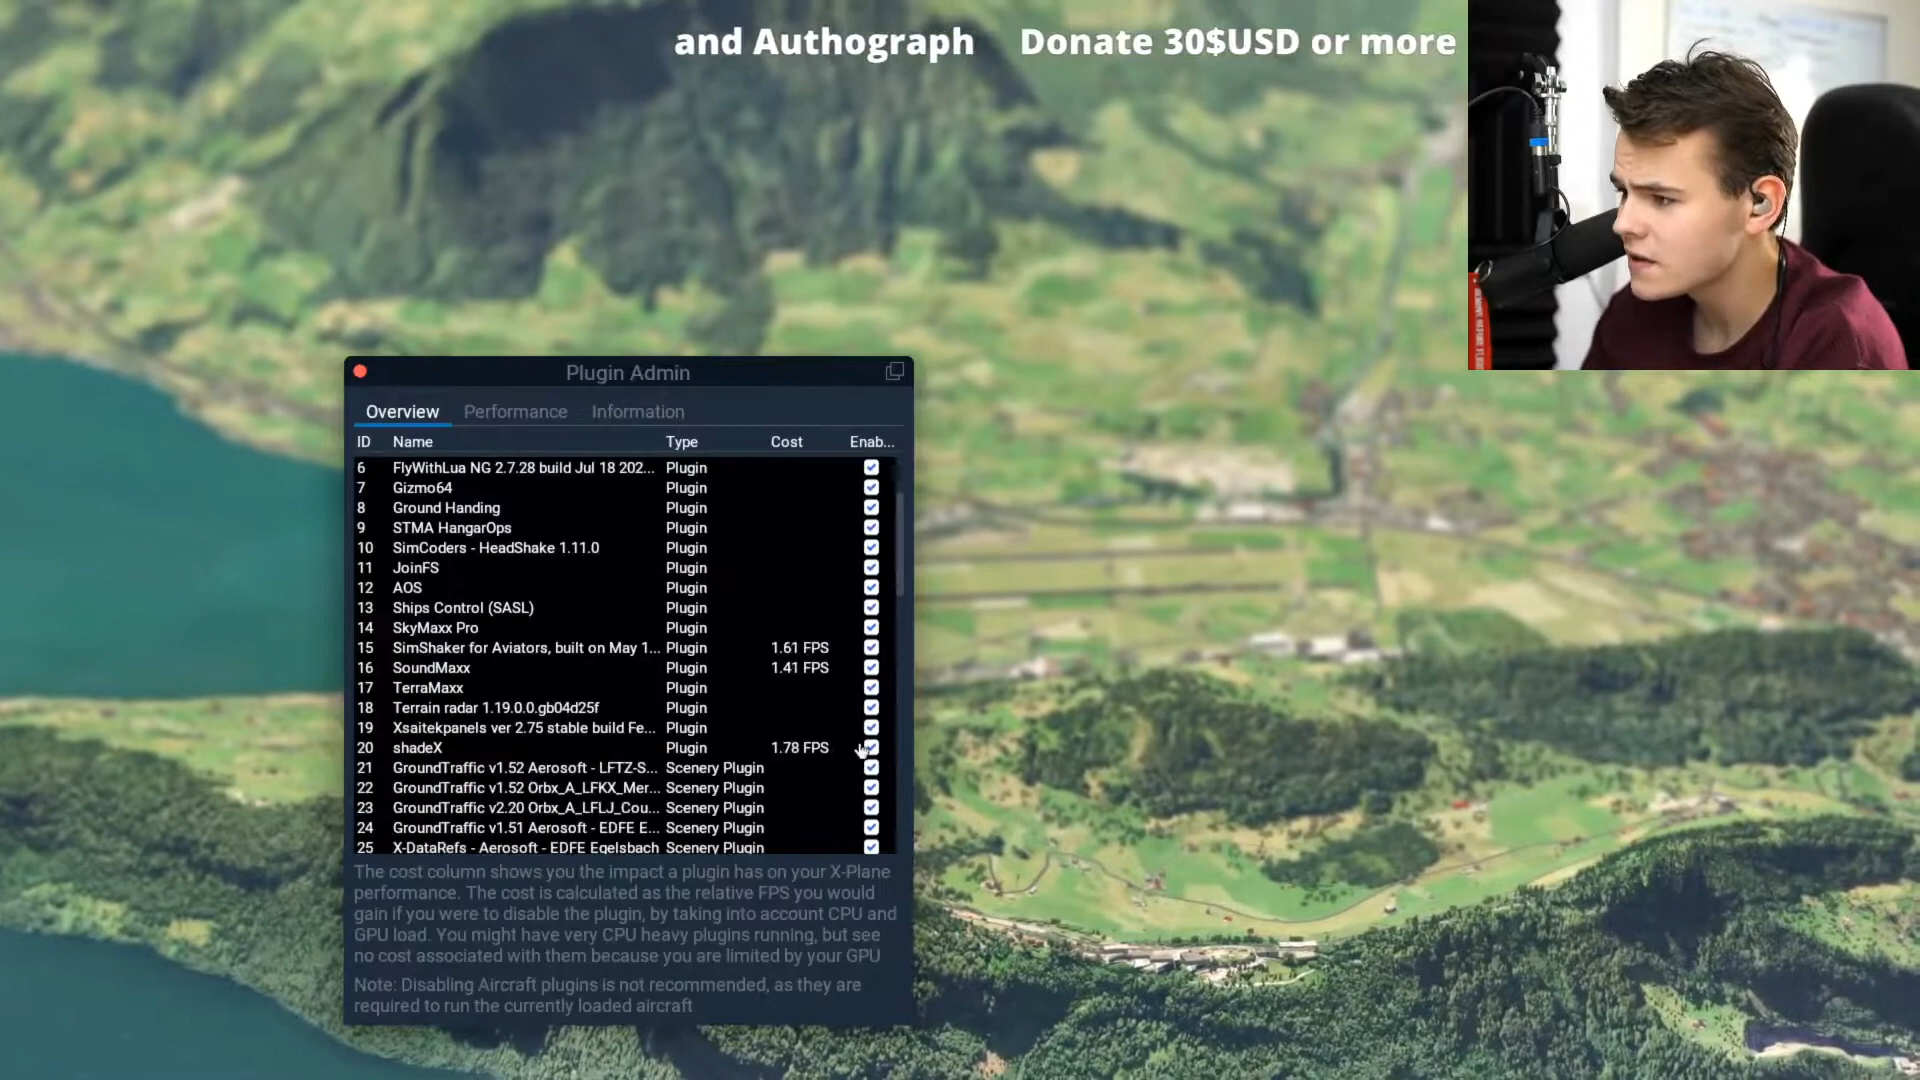 and Authograph Donate 30$USD or more
Plugin Admin
Overview Performance Information
ID Name Type Cost Enab...
6 FlyWithLua NG 2.7.28 build Jul 18 202... Plugin
7 Gizmo64 Plugin
8 Ground Handing Plugin
9 STMA HangarOps Plugin
10 SimCoders - HeadShake 1.11.0 Plugin
11 JoinFS Plugin
12 AOS Plugin
13 Ships Control (SASL) Plugin
14 SkyMaxx Pro Plugin
15 SimShaker for Aviators, built on May 1... Plugin 1.61 FPS
16 SoundMaxx Plugin 1.41 FPS
17 TerraMaxx Plugin
18 Terrain radar 1.19.0.0.gb04d25f Plugin
19 Xsaitekpanels ver 2.75 stable build Fe... Plugin
20 shadeX Plugin 1.78 FPS
21 GroundTraffic v1.52 Aerosoft - LFTZ-S... Scenery Plugin
22 GroundTraffic v1.52 Orbx_A_LFKX_Mer... Scenery Plugin
23 GroundTraffic v2.20 Orbx_A_LFLJ_Cou... Scenery Plugin
24 GroundTraffic v1.51 Aerosoft - EDFE E... Scenery Plugin
25 X-DataRefs - Aerosoft - EDFE Egelsbach Scenery Plugin
The cost column shows you the impact a plugin has on your X-Plane
performance. The cost is calculated as the relative FPS you would
gain if you were to disable the plugin, by taking into account CPU and
GPU load. You might have very CPU heavy plugins running, but see
no cost associated with them because you are limited by your GPU
Note: Disabling Aircraft plugins is not recommended, as they are
required to run the currently loaded aircraft